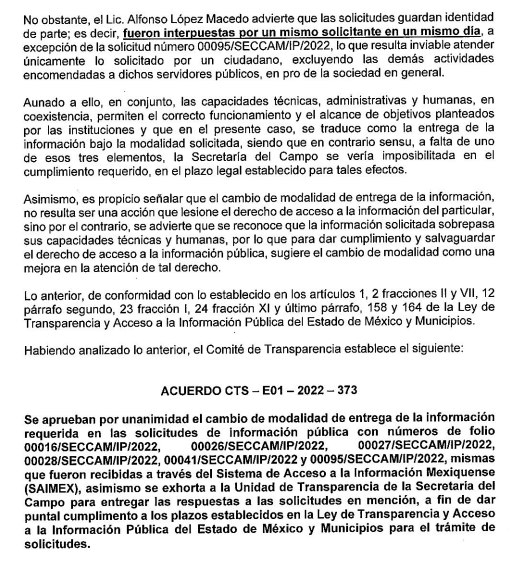 No obstante, el Lic. Alfonso López Macedo advierte que las solicitudes guardan identidad
de parte; es decir, fueron interpuestas por un mismo solicitante en un mismo día, a
excepción de la solicitud número 00095/SECCAM/IP/2022, lo que resulta inviable atender
únicamente lo solicitado por un ciudadano, excluyendo las demás actividades
encomendadas a dichos servidores públicos, en pro de la sociedad en general.
Aunado a ello, en conjunto, las capacidades técnicas, administrativas y humanas, en
coexistencia, permiten el correcto funcionamiento y el alcance de objetivos planteados
por las instituciones y que en el presente caso, se traduce como la entrega de la
información bajo la modalidad solicitada, siendo que en contrario sensu, a falta de uno
de esos tres elementos, la Secretaría del Campo se vería imposibilitada en el
cumplimiento requerido, en el plazo legal establecido para tales efectos.
Asimismo, es propicio señalar que el cambio de modalidad de entrega de la información,
no resulta ser una acción que lesione el derecho de acceso a la información del particular,
sino por el contrario, se advierte que se reconoce que la información solicitada sobrepasa
sus capacidades técnicas y humanas, por lo que para dar cumplimiento y salvaguardar
el derecho de acceso a la información pública, sugiere el cambio de modalidad como una
mejora en la atención de tal derecho.
Lo anterior, de conformidad con lo establecido en los artículos 1, 2 fracciones II y VII, 12
párrafo segundo, 23 fracción I, 24 fracción XI y último párrafo, 158 y 164 de la Ley de
Transparencia y Acceso a la Información Pública del Estado de México y Municipios.
Habiendo analizado lo anterior, el Comité de Transparencia establece el siguiente:
ACUERDO CTS – E01 – 2022 – 373
Se aprueban por unanimidad el cambio de modalidad de entrega de la información
requerida en las solicitudes de información pública con números de folio
00016/SECCAM/IP/2022, 00026/SECCAM/IP/2022, 00027/SECCAM/IP/2022,
00028/SECCAM/IP/2022, 00041/SECCAM/IP/2022 y 00095/SECCAM/IP/2022, mismas
que fueron recibidas a través del Sistema de Acceso a la Información Mexiquense
(SAIMEX), asimismo se exhorta a la Unidad de Transparencia de la Secretaría del
Campo para entregar las respuestas a las solicitudes en mención, a fin de dar
puntal cumplimiento a los plazos establecidos en la Ley de Transparencia y Acceso
a la Información Pública del Estado de México y Municipios para el trámite de
solicitudes.